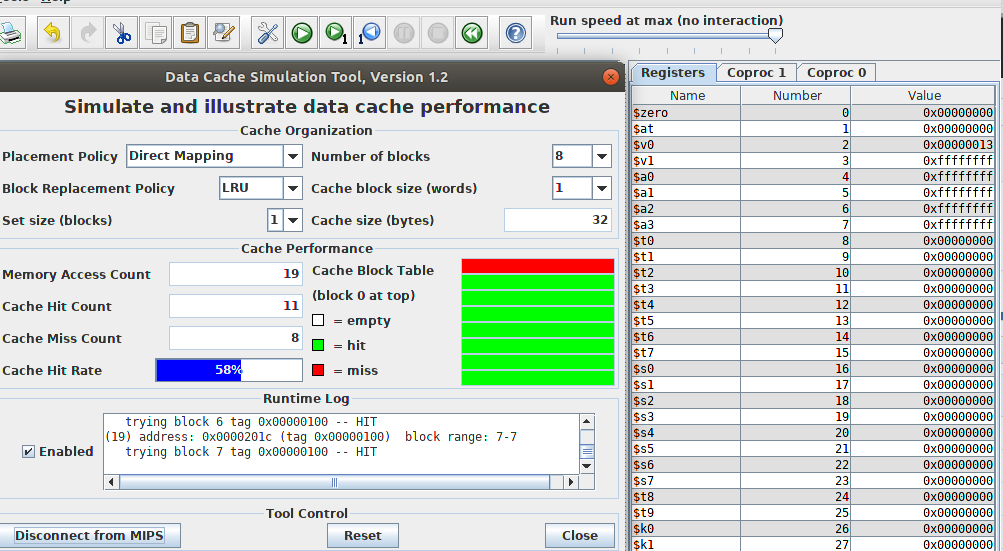 Help
Run speed at max (no interaction)
Data Cache Simulation Tool, Version 1.2
Simulate and illustrate data cache performance
Cache Organization
Placement Policy Direct Mapping Number of blocks 8
Block Replacement Policy LRU Cache block size (words) 1
Set size (blocks) 1 Cache size (bytes) 32
Cache Performance
Memory Access Count 19 Cache Block Table
(block 0 at top)
Cache Hit Count 11
= empty
Cache Miss Count 8
= hit
Cache Hit Rate 58% = miss
Runtime Log
Enabled
trying block 6 tag 0x00000100 -- HIT
(19) address: 0x0000201c (tag 0x00000100) block range: 7-7
trying block 7 tag 0x00000100 -- HIT
Tool Control
Disconnect from MIPS Reset Close
Registers Coproc 1 Coproc 0
Name Number Value
$zero 0 0x00000000
$at 1 0x00000000
$v0 2 0x00000013
$v1 3 0xffffffff
$a0 4 0xffffffff
$a1 5 0xffffffff
$a2 6 0xffffffff
$a3 7 0xffffffff
$t0 8 0x00000000
$t1 9 0x00000000
$t2 10 0x00000000
$t3 11 0x00000000
$t4 12 0x00000000
$t5 13 0x00000000
$t6 14 0x00000000
$t7 15 0x00000000
$s0 16 0x00000000
$s1 17 0x00000000
$s2 18 0x00000000
$s3 19 0x00000000
$s4 20 0x00000000
$s5 21 0x00000000
$s6 22 0x00000000
$s7 23 0x00000000
$t8 24 0x00000000
$t9 25 0x00000000
$k0 26 0x00000000
$k1 27 0x00000000